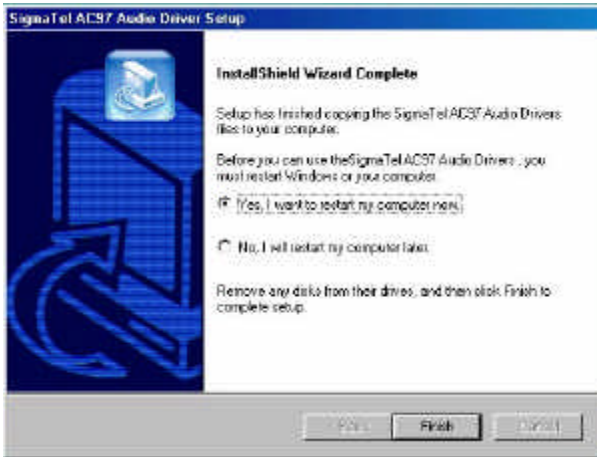 SigmaTel AC97 Audio Driver Setup
InstallShield Wizard Complete
Setup has finished copying the SigmaTel AC97 Audio Drivers
files to your computer.
Before you can use theSigmaTel AC97 Audio Drivers , you
must restart Windows or your computer.
Yes, I want to restart my computer now.
No, I will restart my computer later.
Remove any disks from their drives, and then click Finish to
complete setup.
< Back
Finish
Cancel